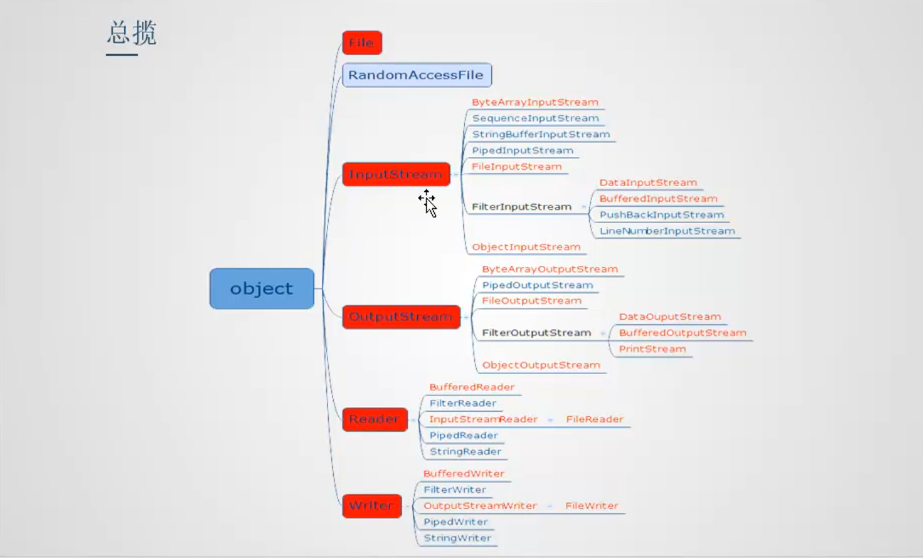 总揽
File
RandomAccessFile
ByteArrayInputStream
SequenceInputStream
StringBufferInputStream
PipedInputStream
InputStream
FileInputStream
DataInputStream
BufferedInputStream
FilterInputStream
PushBackInputStream
LineNumberInputStream
ObjectInputStream
object
ByteArrayOutputStream
PipedOutputStream
FileOutputStream
OutputStream
DataOuputStream
FilterOutputStream
BufferedOutputStream
PrintStream
ObjectOutputStream
BufferedReader
FilterReader
Reader
InputStreamReader
FileReader
PipedReader
StringReader
BufferedWriter
FilterWriter
Writer
OutputStreamWriter
FileWriter
PipedWriter
StringWriter